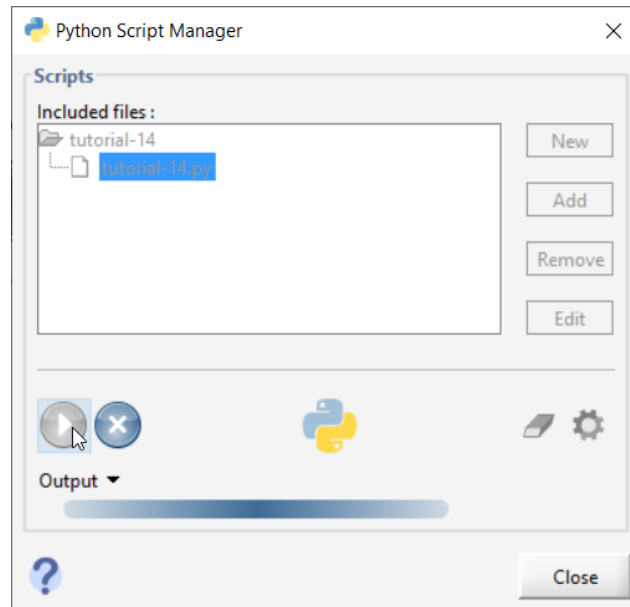 Python Script Manager
Scripts
Included files :
tutorial-14
tutorial-14.py
New
Add
Remove
Edit
Output
Close